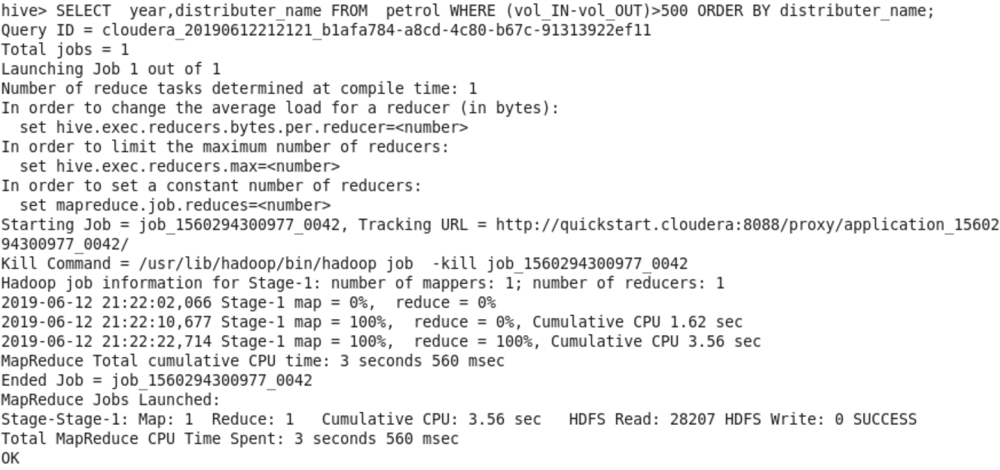 hive> SELECT  year,distributer_name FROM  petrol WHERE (vol_IN-vol_OUT)>500 ORDER BY distributer_name;
Query ID = cloudera_20190612212121_b1afa784-a8cd-4c80-b67c-91313922ef11
Total jobs = 1
Launching Job 1 out of 1
Number of reduce tasks determined at compile time: 1
In order to change the average load for a reducer (in bytes):
  set hive.exec.reducers.bytes.per.reducer=<number>
In order to limit the maximum number of reducers:
  set hive.exec.reducers.max=<number>
In order to set a constant number of reducers:
  set mapreduce.job.reduces=<number>
Starting Job = job_1560294300977_0042, Tracking URL = http://quickstart.cloudera:8088/proxy/application_15602
94300977_0042/
Kill Command = /usr/lib/hadoop/bin/hadoop job  -kill job_1560294300977_0042
Hadoop job information for Stage-1: number of mappers: 1; number of reducers: 1
2019-06-12 21:22:02,066 Stage-1 map = 0%,  reduce = 0%
2019-06-12 21:22:10,677 Stage-1 map = 100%,  reduce = 0%, Cumulative CPU 1.62 sec
2019-06-12 21:22:22,714 Stage-1 map = 100%,  reduce = 100%, Cumulative CPU 3.56 sec
MapReduce Total cumulative CPU time: 3 seconds 560 msec
Ended Job = job_1560294300977_0042
MapReduce Jobs Launched:
Stage-Stage-1: Map: 1  Reduce: 1   Cumulative CPU: 3.56 sec   HDFS Read: 28207 HDFS Write: 0 SUCCESS
Total MapReduce CPU Time Spent: 3 seconds 560 msec
OK